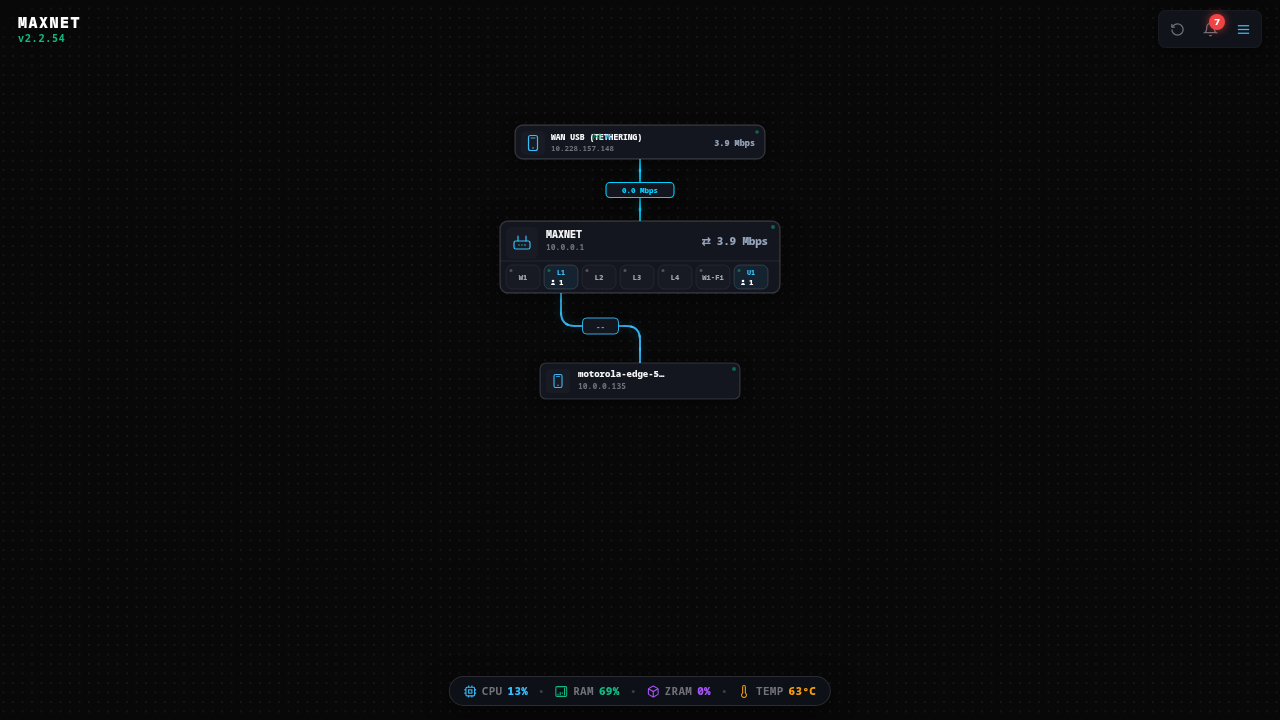 MAXNET
v2.2.54
7
WAN USB (TETHERING)
10.228.157.148
3.9 Mbps
0.0 Mbps
MAXNET
10.0.0.1
⇄ 3.9 Mbps
W1
L1
1
L2
L3
L4
Wi-Fi
U1
1
--
motorola-edge-5…
10.0.0.135
CPU 13% • RAM 69% • ZRAM 0% • TEMP 63°C